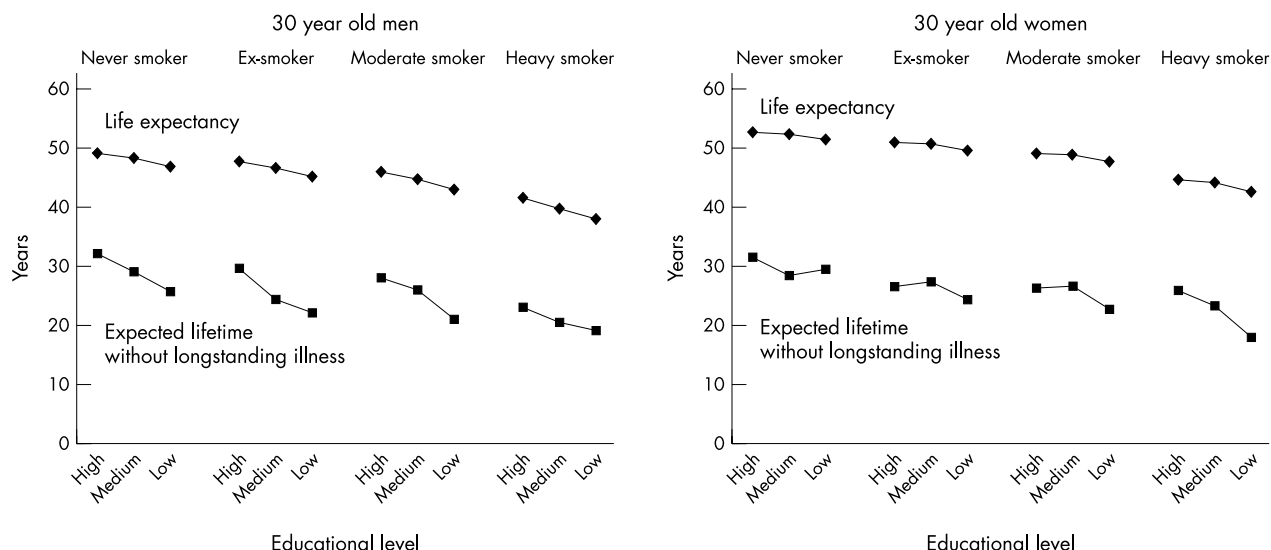 30 year old men
Never smoker Ex-smoker Moderate smoker Heavy smoker
60
50
40
30
20
10
0
Years
Life expectancy
Expected lifetime
without longstanding illness
High Medium Low High Medium Low High Medium Low High Medium Low
Educational level
30 year old women
Never smoker Ex-smoker Moderate smoker Heavy smoker
60
50
40
30
20
10
0
Years
Life expectancy
Expected lifetime
without longstanding illness
High Medium Low High Medium Low High Medium Low High Medium Low
Educational level